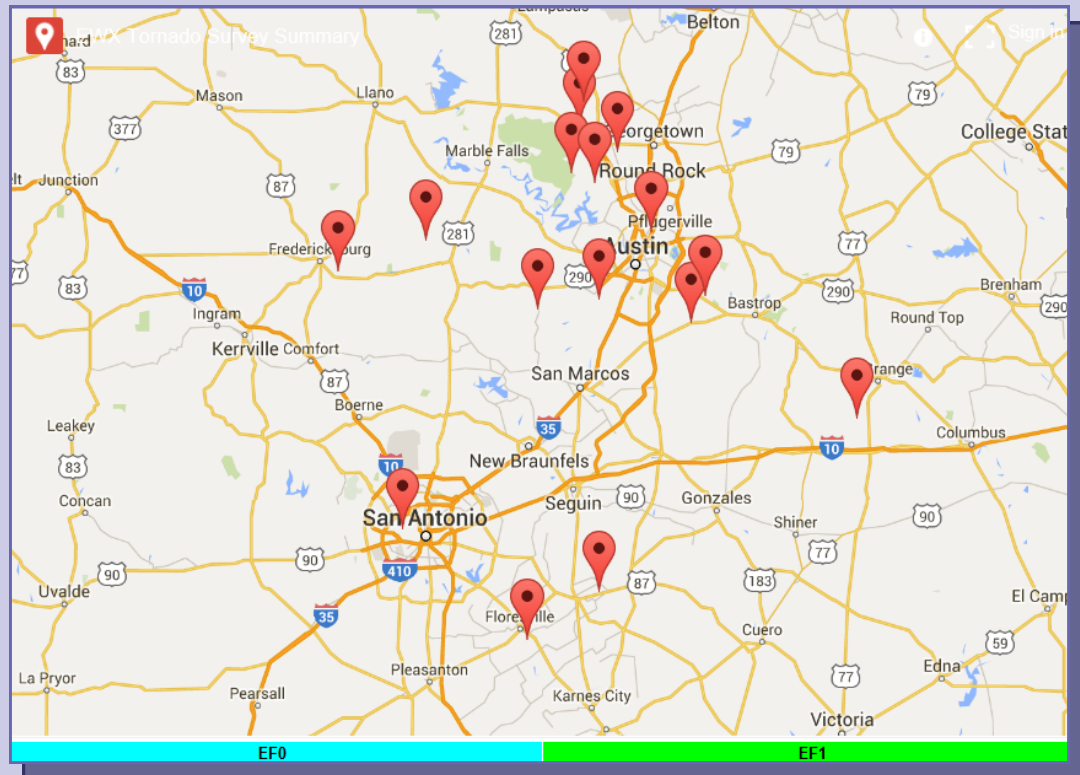 Lampasas
Belton
EWX Tornado Survey Summary
Sign in
281
83
Mason
Llano
79
377
Georgetown
College Stat
Marble Falls
79
Junction
87
Round Rock
Pflugerville
281
77
Fredericksburg
Austin
77
83
10
290
290
Brenham
290
Ingram
Bastrop
Round Top
Kerrville
Comfort
87
San Marcos
Boerne
Leakey
35
10
Columbus
83
10
New Braunfels
Concan
90
Gonzales
Seguin
90
San Antonio
Shiner
77
90
90
410
87
183
Uvalde
El Camp
35
Floresville
Cuero
59
La Pryor
Pleasanton
77
Edna
Pearsall
Karnes City
Victoria
EF0
EF1